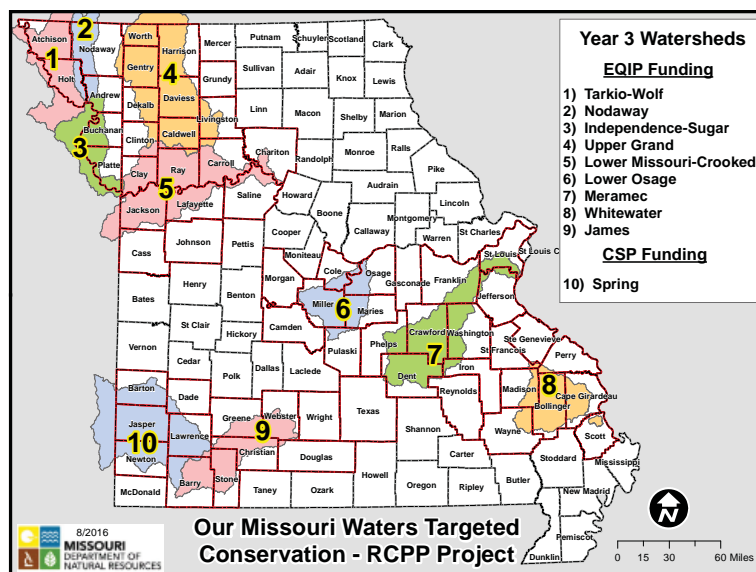 Year 3 Watersheds
EQIP Funding
1) Tarkio-Wolf
2) Nodaway
3) Independence-Sugar
4) Upper Grand
5) Lower Missouri-Crooked
6) Lower Osage
7) Meramec
8) Whitewater
9) James
CSP Funding
10) Spring
Atchison
Nodaway
Worth
Harrison
Mercer
Putnam
Schuyler
Scotland
Clark
Holt
Gentry
Sullivan
Adair
Knox
Lewis
Grundy
Andrew
Dekalb
Daviess
Livingston
Linn
Macon
Shelby
Marion
Buchanan
Clinton
Caldwell
Chariton
Randolph
Monroe
Ralls
Pike
Platte
Clay
Ray
Carroll
Saline
Howard
Boone
Audrain
Lincoln
Montgomery
Callaway
Warren
St Charles
St Louis
St Louis C
Jackson
Lafayette
Cooper
Moniteau
Cass
Johnson
Pettis
Morgan
Cole
Osage
Gasconade
Franklin
Jefferson
Bates
Henry
Benton
Miller
Maries
Camden
St Clair
Hickory
Vernon
Cedar
Polk
Dallas
Laclede
Pulaski
Phelps
Crawford
Washington
Ste Genevieve
St Francois
Perry
Iron
Dent
Barton
Dade
Greene
Webster
Wright
Texas
Reynolds
Madison
Cape Girardeau
Bollinger
Jasper
Lawrence
Newton
Christian
Douglas
Shannon
Wayne
Scott
Stoddard
Mississippi
McDonald
Barry
Stone
Taney
Ozark
Howell
Oregon
Carter
Ripley
Butler
New Madrid
Pemiscot
Dunklin
1
2
3
4
5
6
7
8
9
10
8/2016
MISSOURI
DEPARTMENT OF
NATURAL RESOURCES
Our Missouri Waters Targeted
Conservation - RCPP Project
N
0 15 30 60 Miles